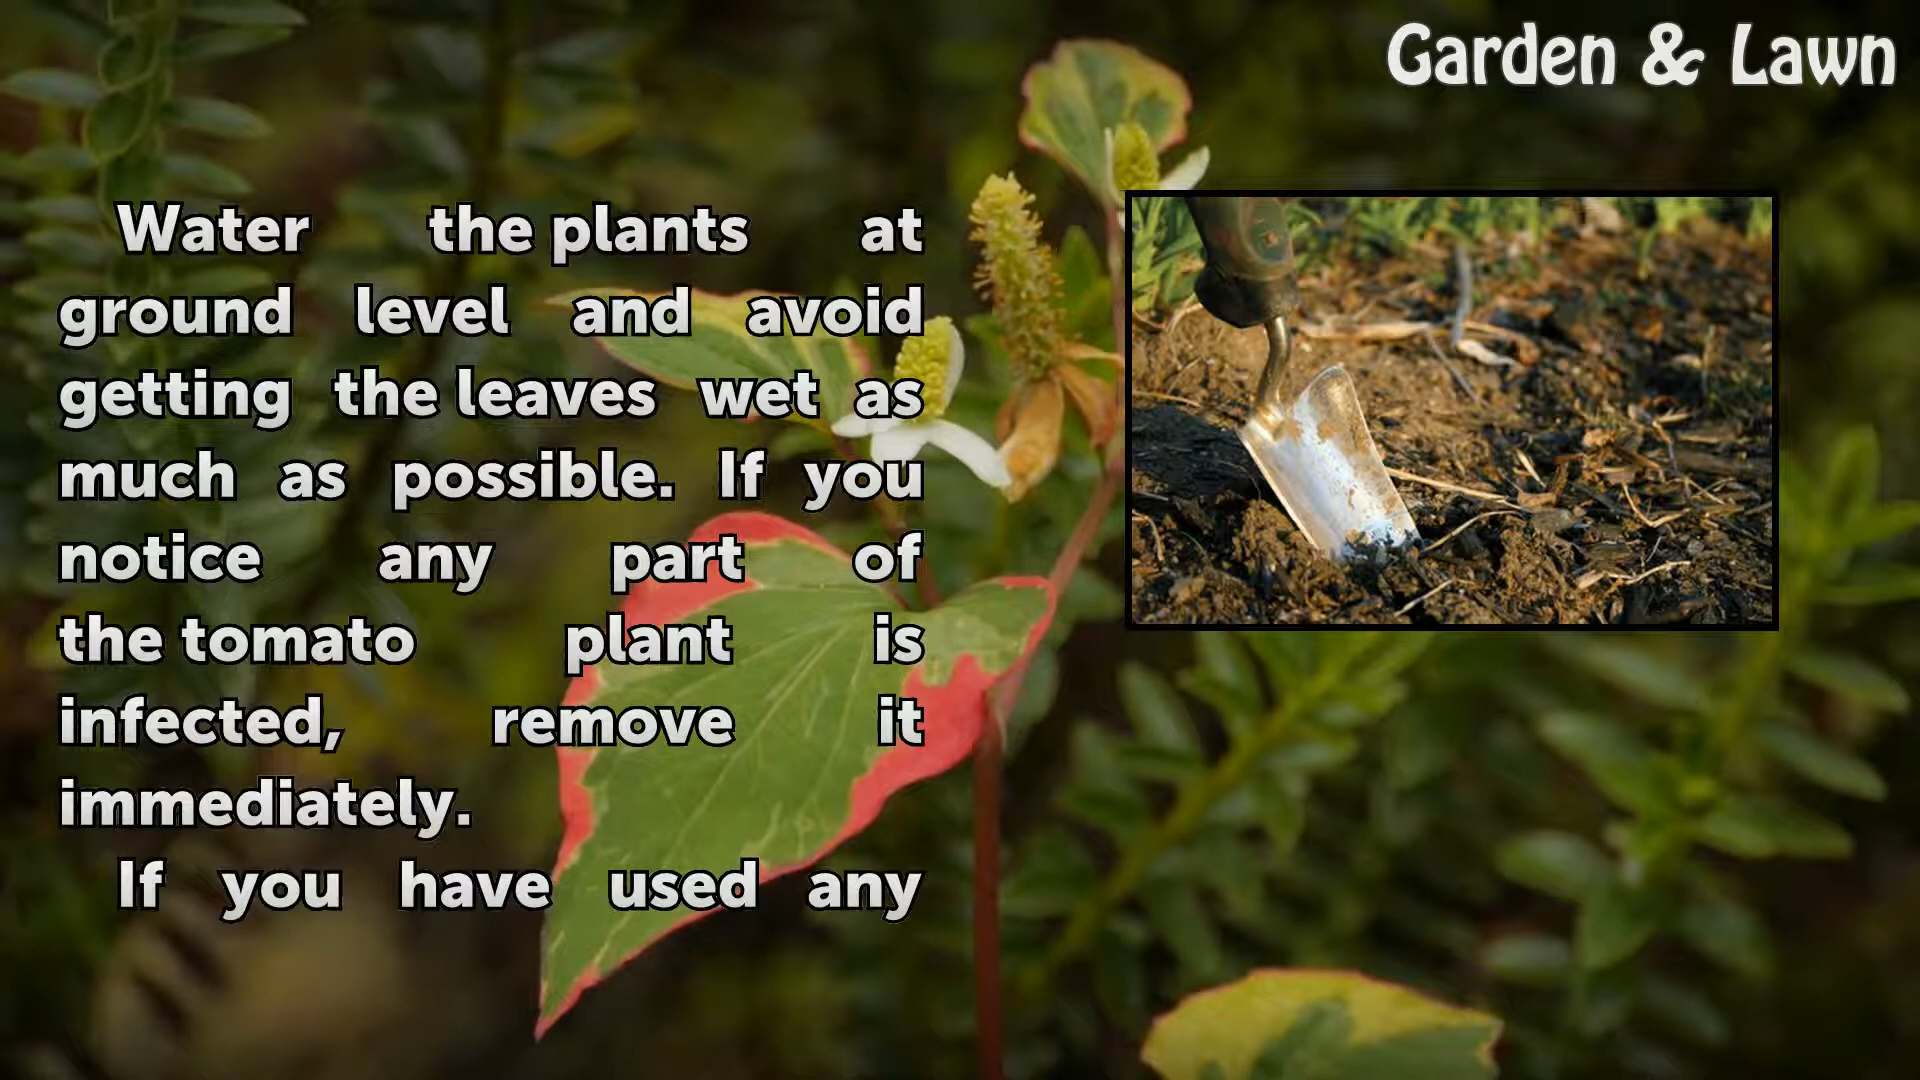 Garden & Lawn
Water the plants at
ground level and avoid
getting the leaves wet as
much as possible. If you
notice any part of
the tomato plant is
infected, remove it
immediately.
If you have used any